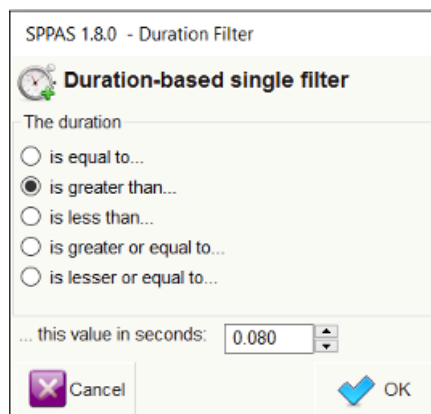 SPPAS 1.8.0 - Duration Filter
Duration-based single filter
The duration
is equal to...
is greater than...
is less than...
is greater or equal to...
is lesser or equal to...
... this value in seconds: 0.080
Cancel OK